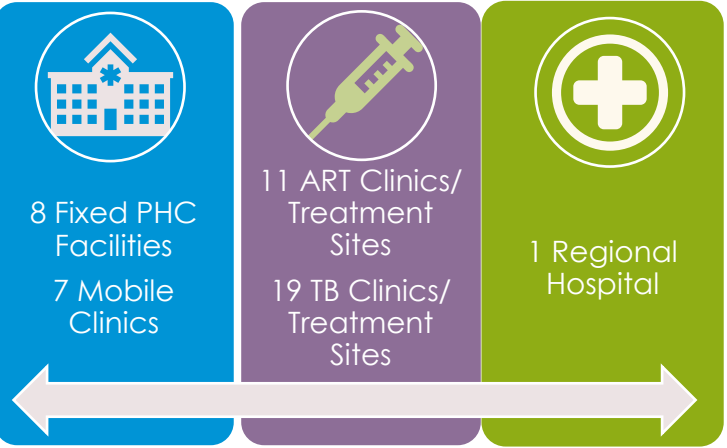 8 Fixed PHC
Facilities
7 Mobile
Clinics
11 ART Clinics/
Treatment
Sites
19 TB Clinics/
Treatment
Sites
1 Regional
Hospital